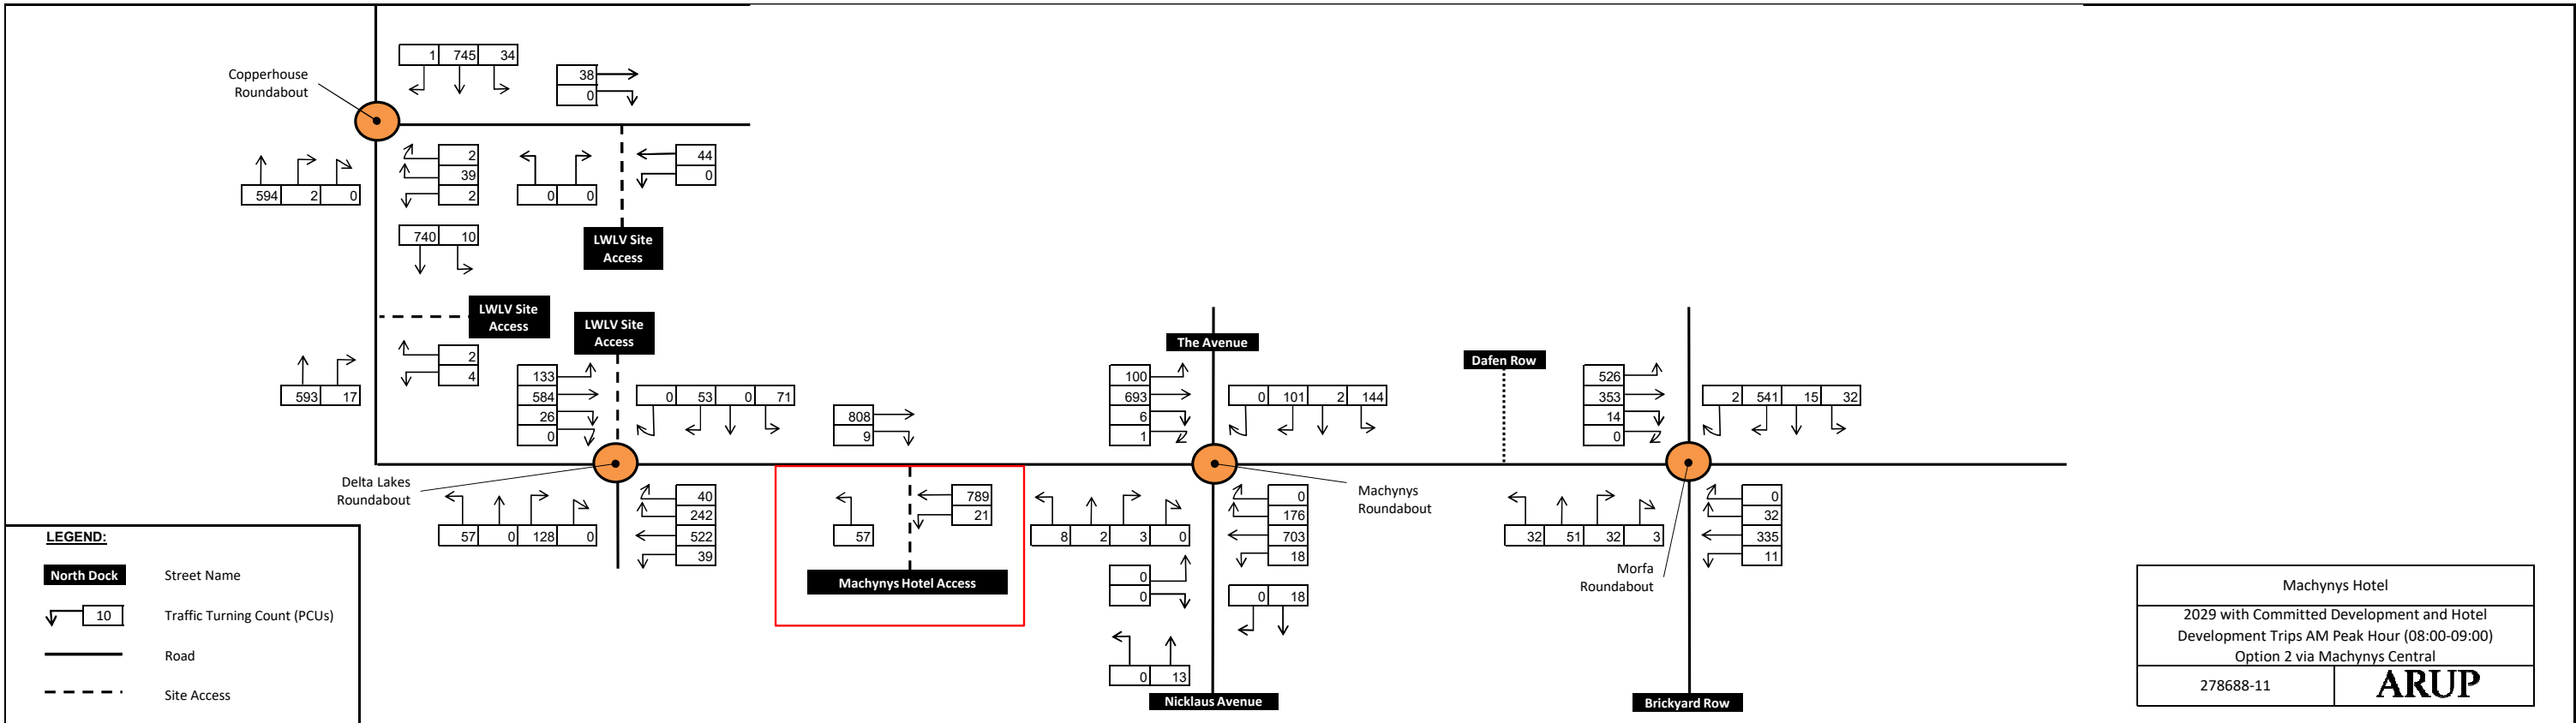 1 745 34
Copperhouse
Roundabout
38
0
2
39
2
44
0
594 2 0
0 0
740 10
LWLV Site
Access
LWLV Site
Access
LWLV Site
Access
2
4
593 17
133
584
26
0
0 53 0 71
808
9
The Avenue
100
693
6
1
0 101 2 144
Dafen Row
526
353
14
0
2 541 15 32
Delta Lakes
Roundabout
57 0 128 0
40
242
522
39
57
789
21
Machynys Hotel Access
8 2 3 0
0
176
703
18
Machynys
Roundabout
0
0
0 18
0 13
Nicklaus Avenue
32 51 32 3
0
32
335
11
Morfa
Roundabout
Brickyard Row
LEGEND:
North Dock Street Name
10 Traffic Turning Count (PCUs)
Road
Site Access
Machynys Hotel
2029 with Committed Development and Hotel
Development Trips AM Peak Hour (08:00-09:00)
Option 2 via Machynys Central
278688-11 ARUP